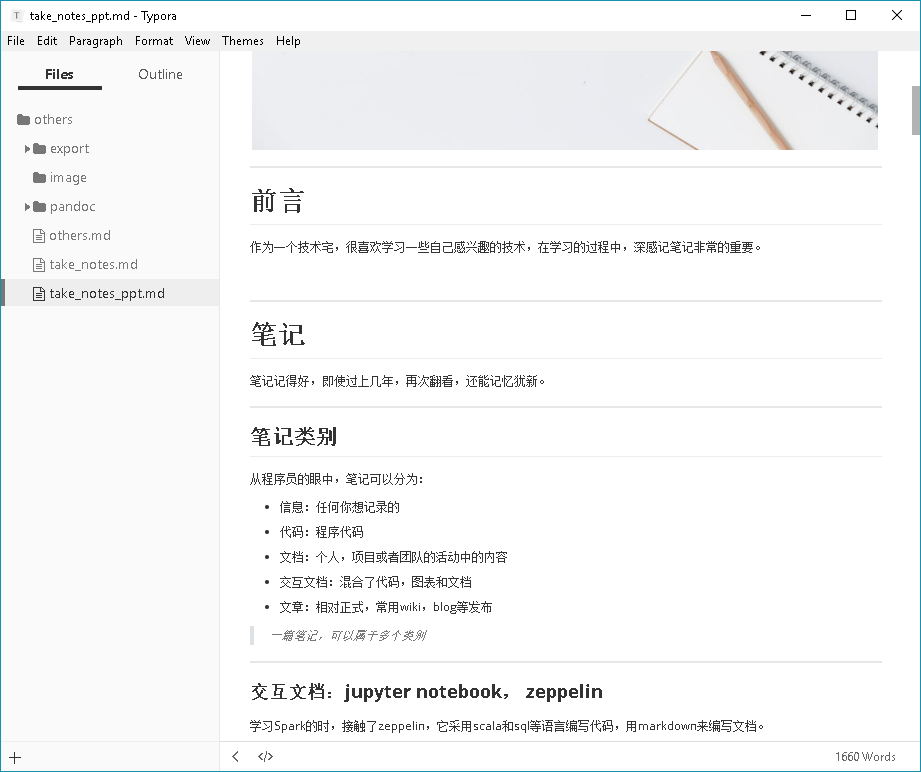 take_notes_ppt.md - Typora
File Edit Paragraph Format View Themes Help
Files Outline
others
export
image
pandoc
others.md
take_notes.md
take_notes_ppt.md
前言
作为一个技术宅，很喜欢学习一些自己感兴趣的技术，在学习的过程中，深感记笔记非常的重要。
笔记
笔记记得好，即使过上几年，再次翻看，还能记忆犹新。
笔记类别
从程序员的眼中，笔记可以分为：
信息：任何你想记录的
代码：程序代码
文档：个人，项目或者团队的活动中的内容
交互文档：混合了代码，图表和文档
文章：相对正式，常用wiki，blog等发布
一篇笔记，可以属于多个类别
交互文档：jupyter notebook， zeppelin
学习Spark的时，接触了zeppelin，它采用scala和sql等语言编写代码，用markdown来编写文档。
1660 Words